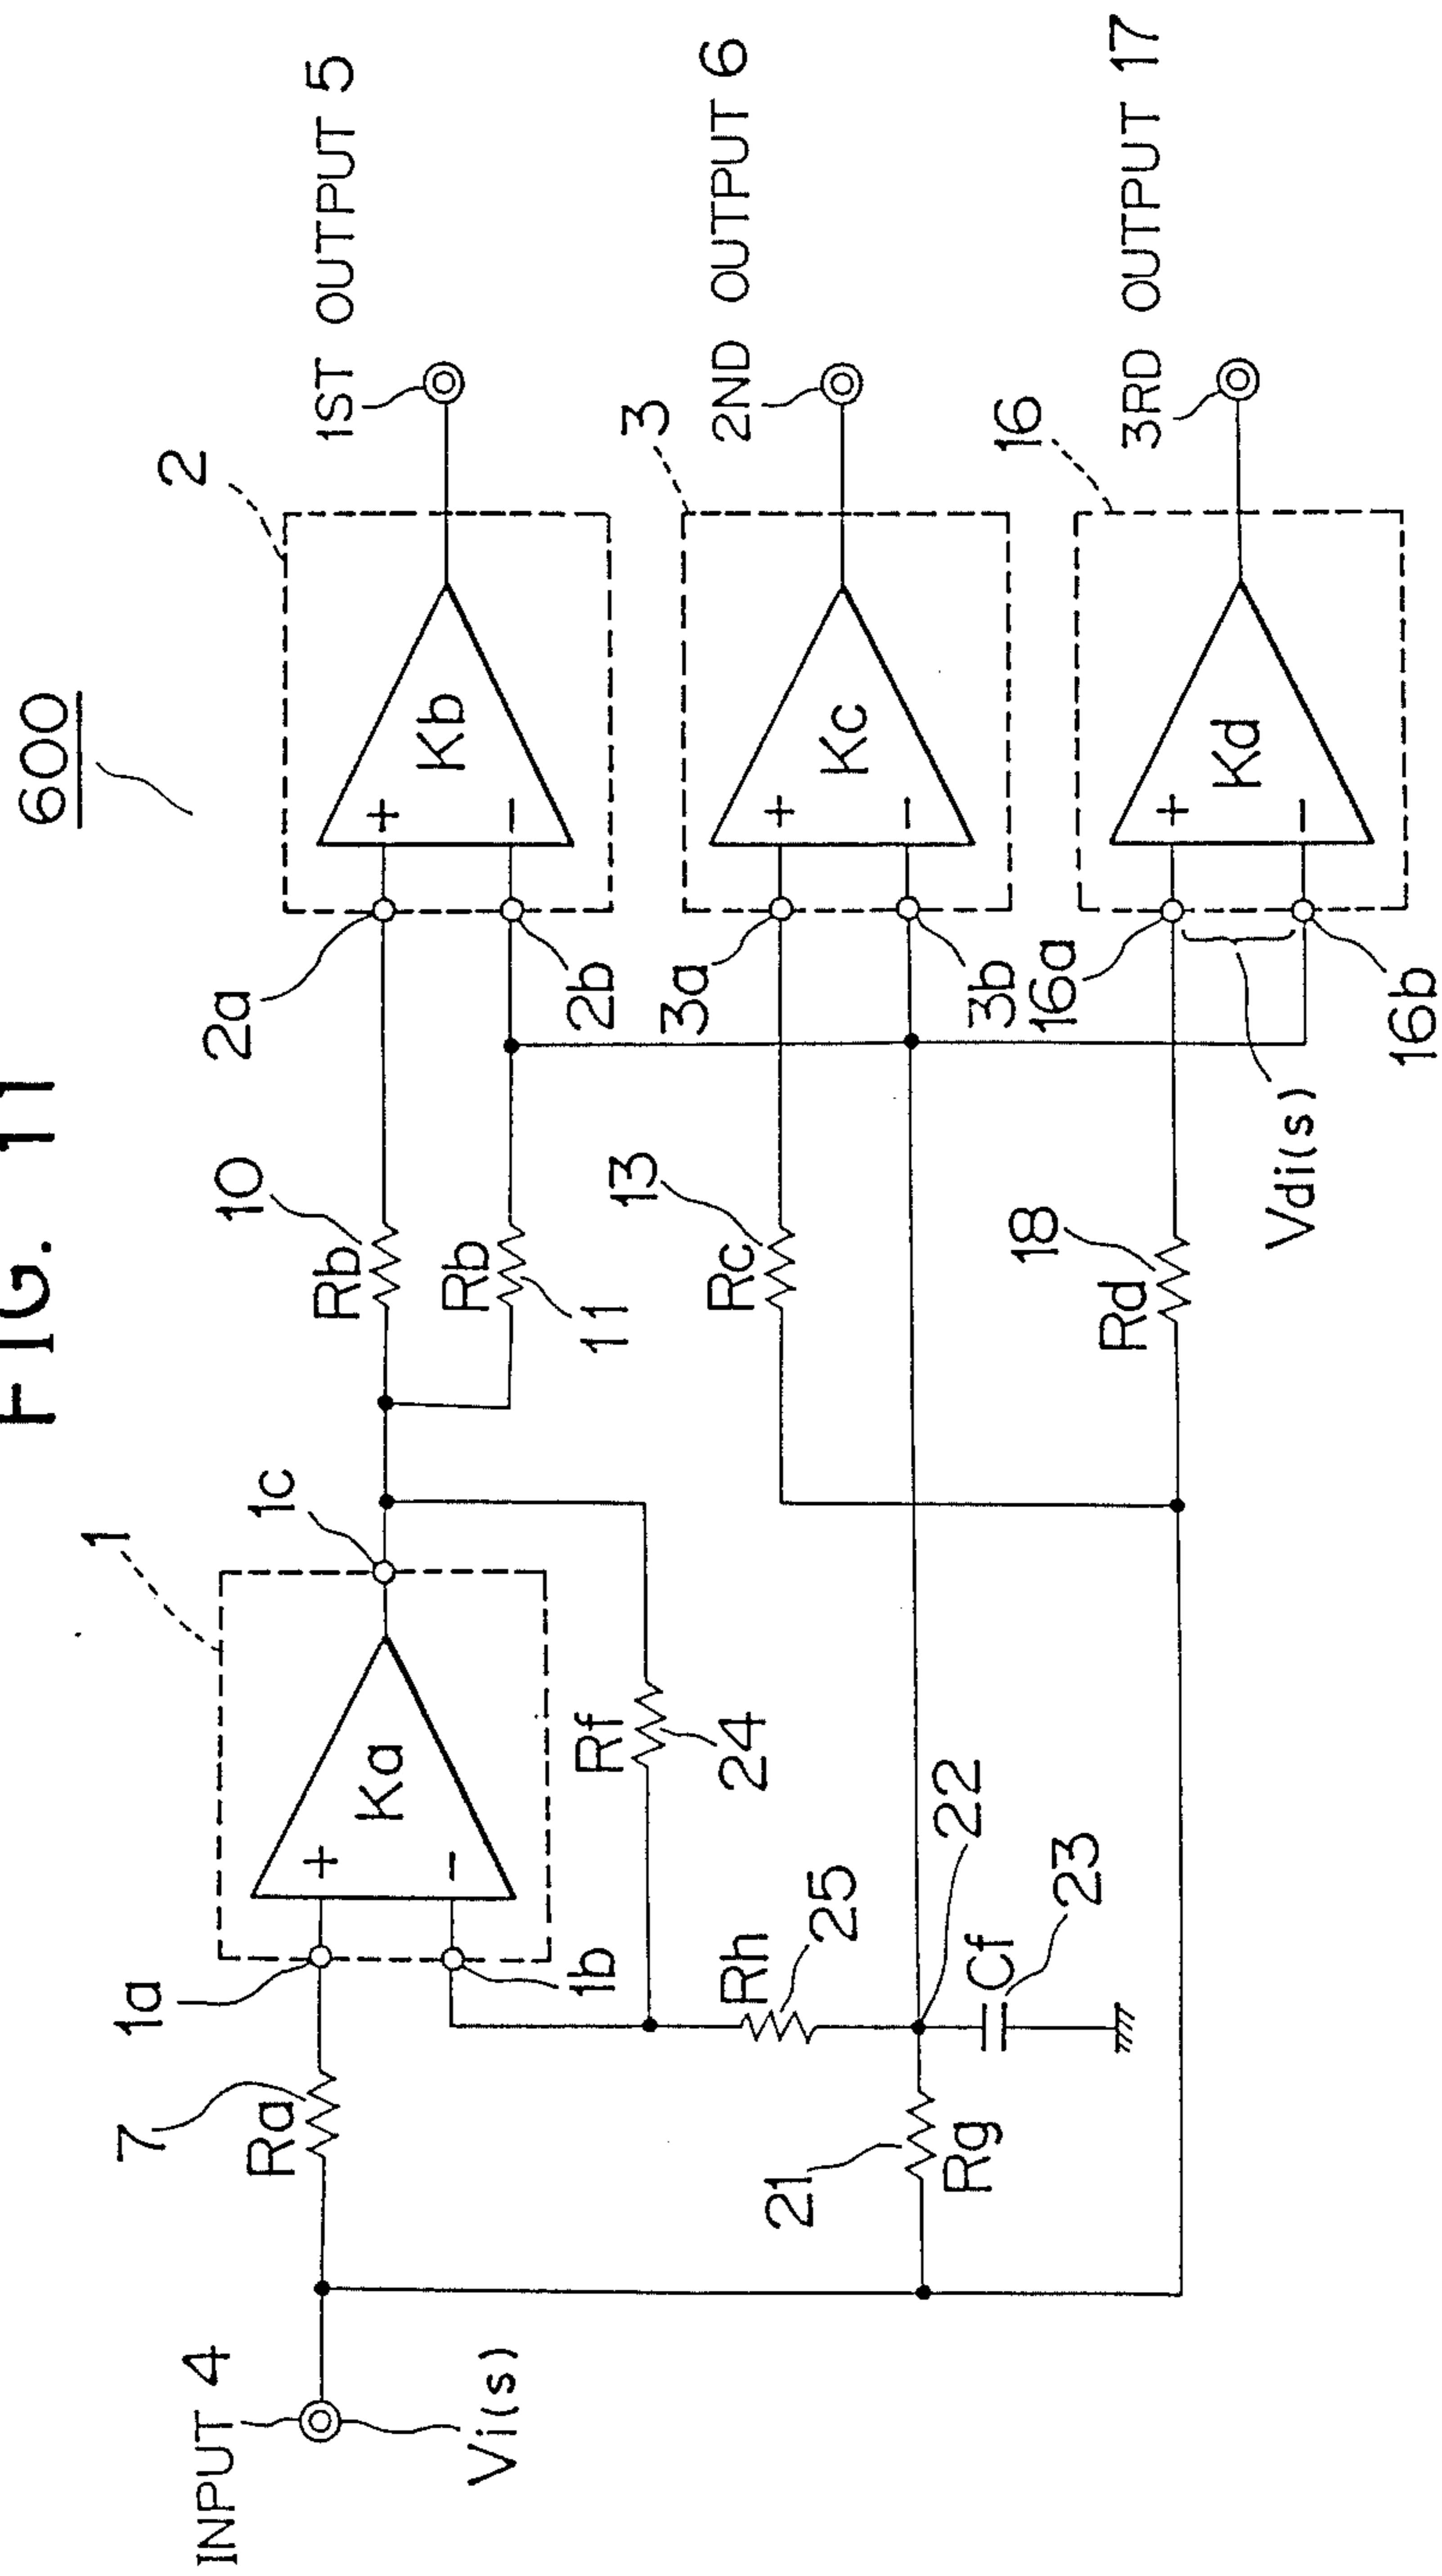 FIG. 11
600
INPUT 4
Vi(s)
7
Ra
1a
1b
1
Ka
+
−
1c
Rf
24
Rh
25
22
Cf
23
21
Rg
10
Rb
Rb
11
2a
2b
2
Kb
+
−
1ST OUTPUT 5
13
Rc
3a
3b
3
Kc
+
−
2ND OUTPUT 6
18
Rd
16a
16b
Vdi(s)
16
Kd
+
−
3RD OUTPUT 17